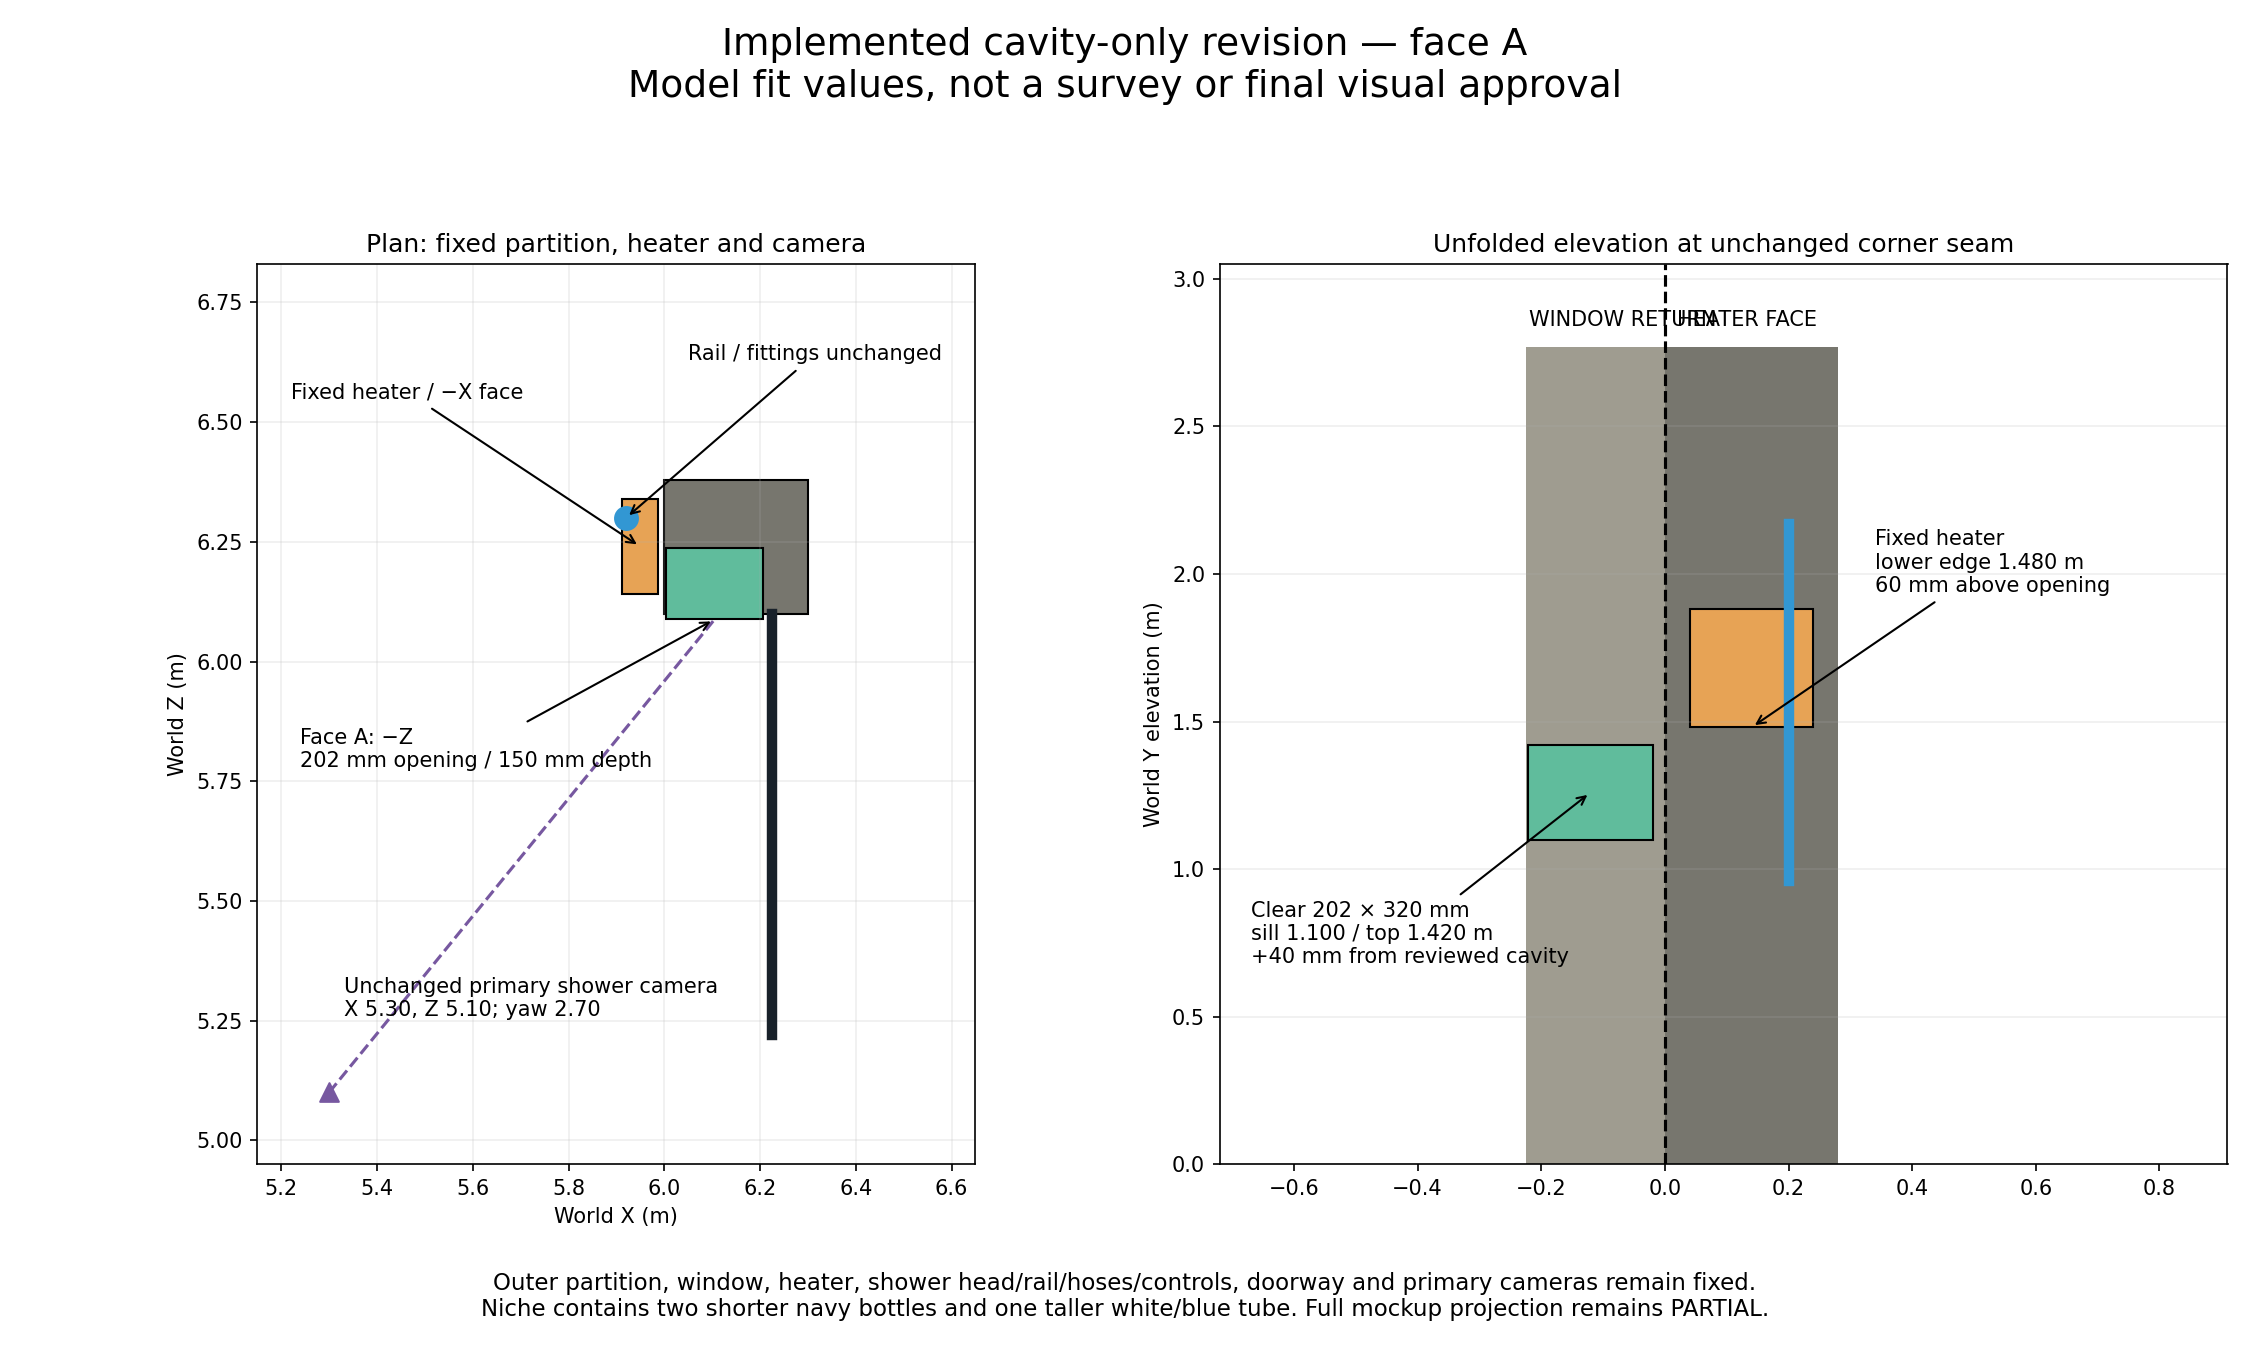 Implemented cavity-only revision — face A
Model fit values, not a survey or final visual approval
Plan: fixed partition, heater and camera
6.75
6.50
6.25
6.00
5.75
5.50
5.25
5.00
World Z (m)
Rail / fittings unchanged
Fixed heater / −X face
Face A: −Z
202 mm opening / 150 mm depth
Unchanged primary shower camera
X 5.30, Z 5.10; yaw 2.70
5.2 5.4 5.6 5.8 6.0 6.2 6.4 6.6
World X (m)
Unfolded elevation at unchanged corner seam
3.0
2.5
2.0
1.5
1.0
0.5
0.0
World Y elevation (m)
WINDOW RETURN
HEATER FACE
Fixed heater
lower edge 1.480 m
60 mm above opening
Clear 202 × 320 mm
sill 1.100 / top 1.420 m
+40 mm from reviewed cavity
−0.6 −0.4 −0.2 0.0 0.2 0.4 0.6 0.8
Outer partition, window, heater, shower head/rail/hoses/controls, doorway and primary cameras remain fixed.
Niche contains two shorter navy bottles and one taller white/blue tube. Full mockup projection remains PARTIAL.